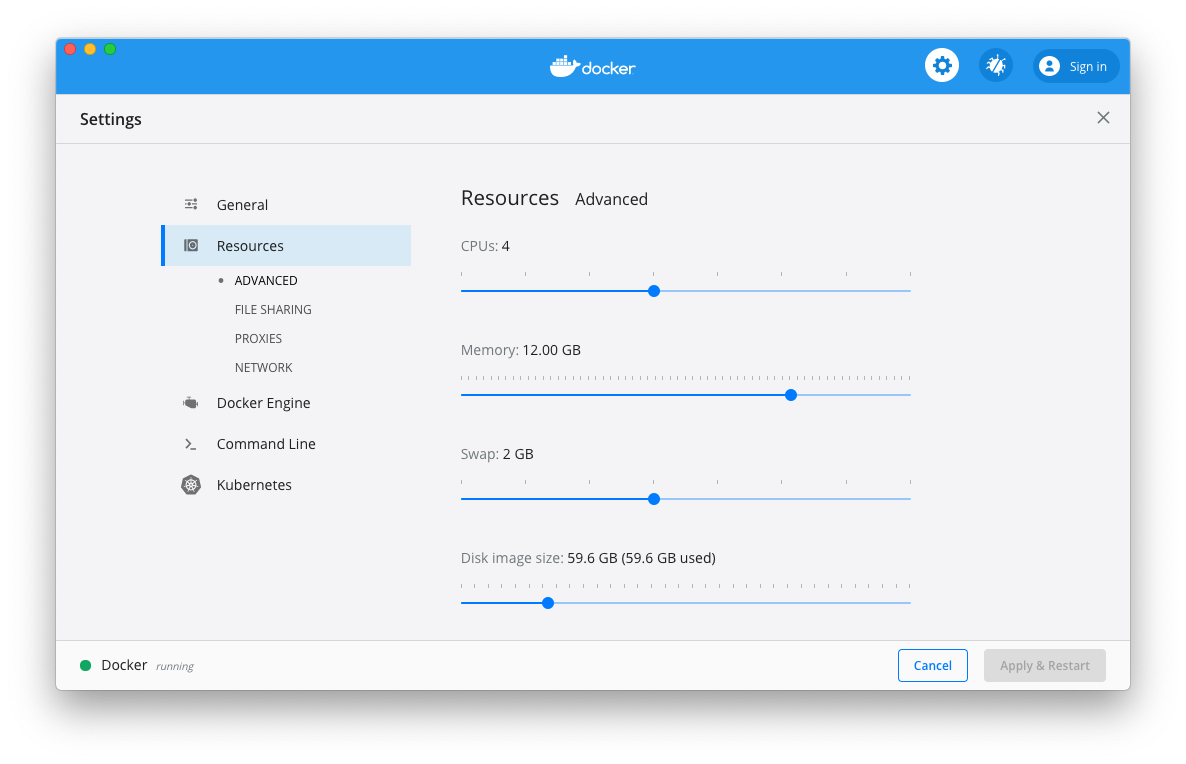 docker
Sign in
Settings
General
Resources
ADVANCED
FILE SHARING
PROXIES
NETWORK
Docker Engine
Command Line
Kubernetes
Resources Advanced
CPUs: 4
Memory: 12.00 GB
Swap: 2 GB
Disk image size: 59.6 GB (59.6 GB used)
Docker running
Cancel
Apply & Restart